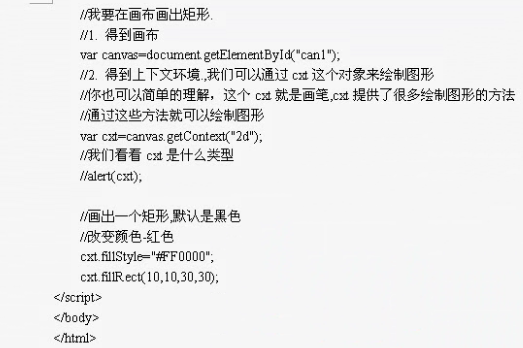 //我要在画布画出矩形.
//1. 得到画布
var canvas=document.getElementById("can1");
//2. 得到上下文环境.,我们可以通过 cxt 这个对象来绘制图形
//你也可以简单的理解，这个 cxt 就是画笔,cxt 提供了很多绘制图形的方法
//通过这些方法就可以绘制图形
var cxt=canvas.getContext("2d");
//我们看看 cxt 是什么类型
//alert(cxt);
//画出一个矩形,默认是黑色
//改变颜色-红色
cxt.fillStyle="#FF0000";
cxt.fillRect(10,10,30,30);
</script>
</body>
</html>